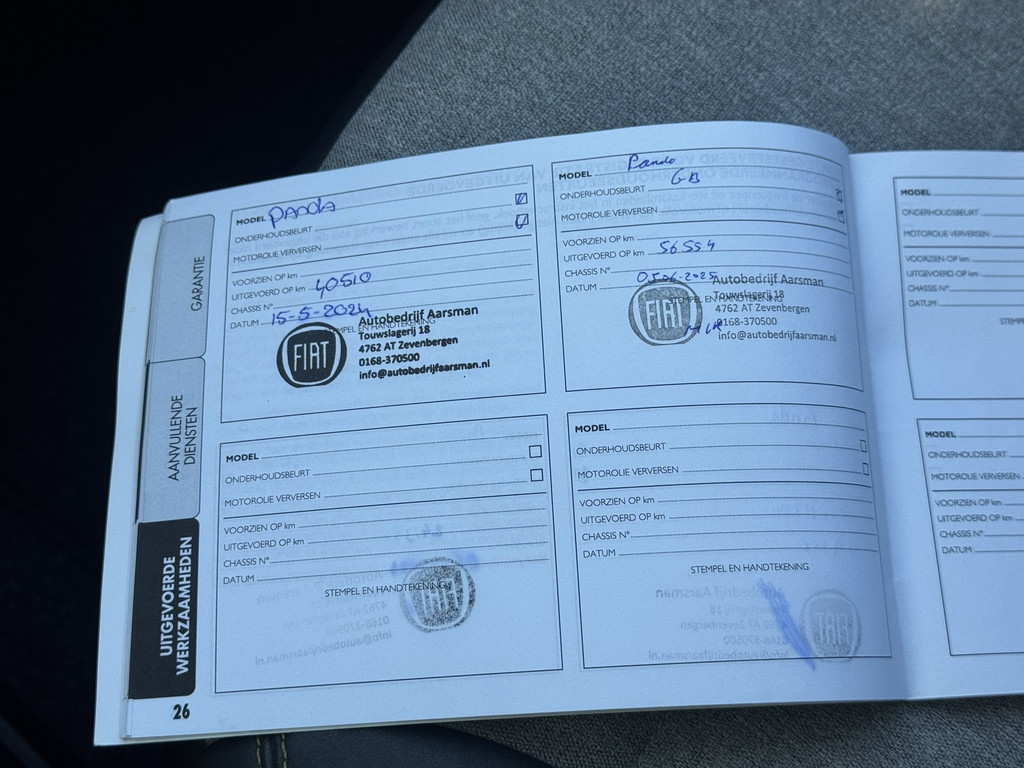 GARANTIE
AANVULLENDE
DIENSTEN
UITGEVOERDE
WERKZAAMHEDEN
26
MODEL PANDA
ONDERHOUDSBEURT
MOTOROLIE VERVERSEN
VOORZIEN OP km
UITGEVOERD OP km 40510
CHASSIS N°
DATUM 15-5-2024
STEMPEL EN HANDTEKENING
FIAT
Autobedrijf Aarsman
Touwslagerij 18
4762 AT Zevenbergen
0168-370500
info@autobedrijfaarsman.nl
MODEL Panda
ONDERHOUDSBEURT GB
MOTOROLIE VERVERSEN
VOORZIEN OP km
UITGEVOERD OP km 56554
CHASSIS N°
DATUM 05-06-2025
STEMPEL EN HANDTEKENING
FIAT
Autobedrijf Aarsman
Touwslagerij 18
4762 AT Zevenbergen
0168-370500
info@autobedrijfaarsman.nl
MODEL
ONDERHOUDSBEURT
MOTOROLIE VERVERSEN
VOORZIEN OP km
UITGEVOERD OP km
CHASSIS N°
DATUM
MODEL
ONDERHOUDSBEURT
MOTOROLIE VERVERSEN
VOORZIEN OP km
UITGEVOERD OP km
CHASSIS N°
DATUM
STEMPEL EN HANDTEKENING
MODEL
ONDERHOUDSBEURT
MOTOROLIE VERVERSEN
VOORZIEN OP km
UITGEVOERD OP km
CHASSIS N°
DATUM
STEMPEL EN HANDTEKENING
MODEL
ONDERHOUDSBEURT
MOTOROLIE VERVERSEN
VOORZIEN OP km
UITGEVOERD OP km
CHASSIS N°
DATUM